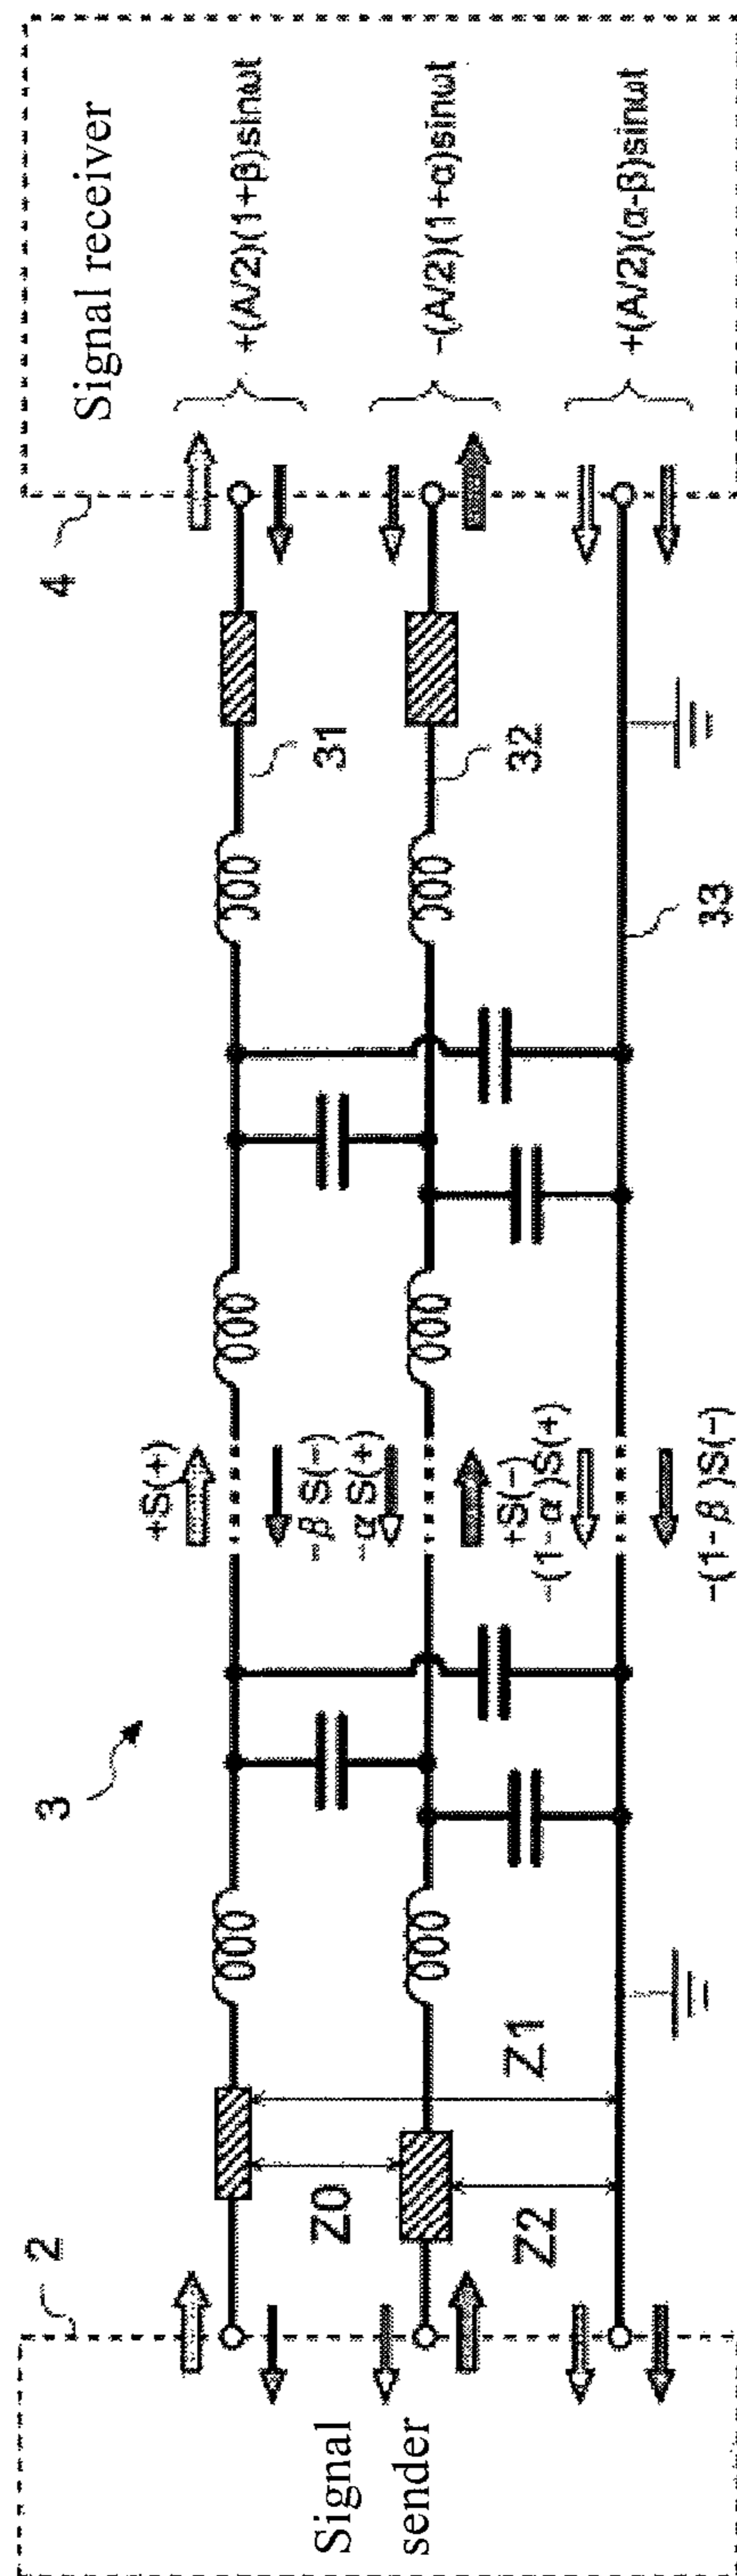 Signal
sender
2
3
Z0
Z1
Z2
+S(+)
-β S(-)
-α S(+)
+S(-)
-(1-α)S(+)
-(1-β)S(-)
31
32
33
4
Signal receiver
+(A/2)(1+β)sinωt
-(A/2)(1+α)sinωt
+(A/2)(α-β)sinωt